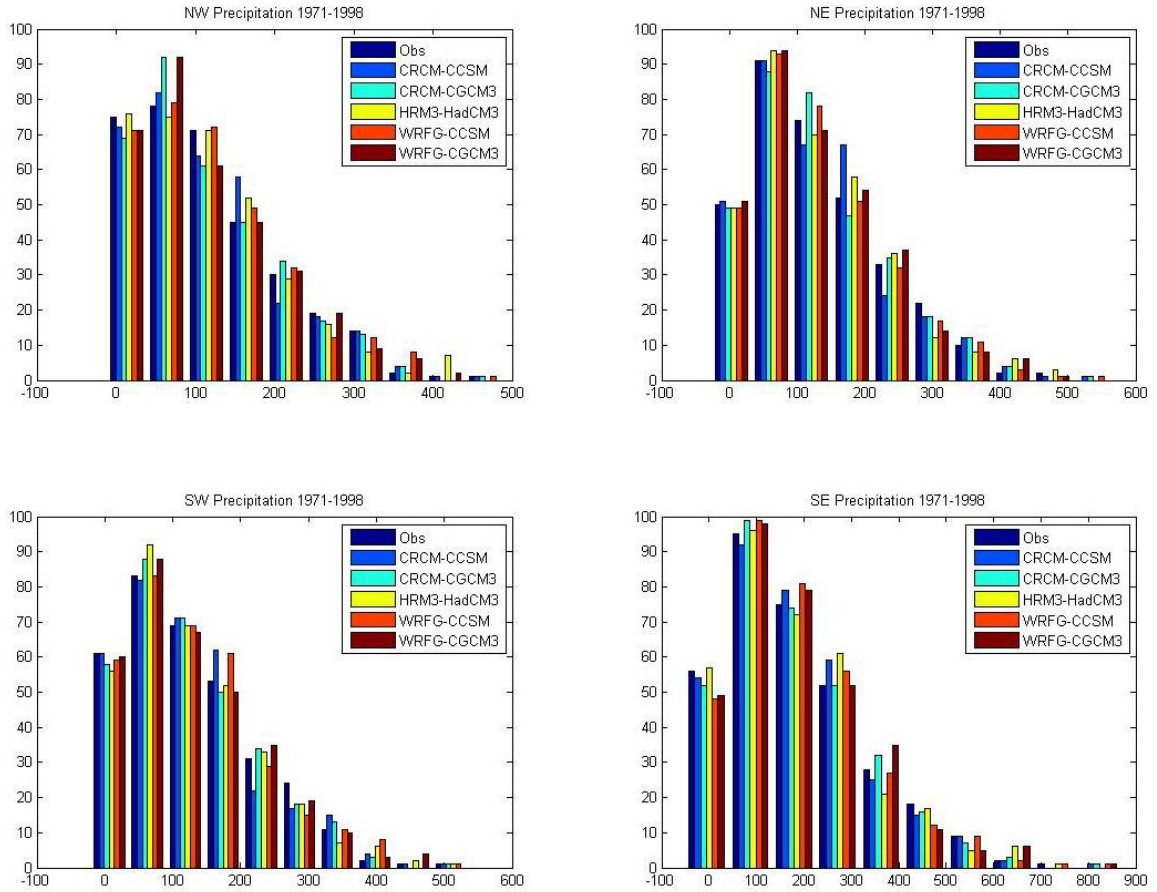 NW Precipitation 1971-1998
100
90
80
70
60
50
40
30
20
10
0
-100 0 100 200 300 400 500
Obs
CRCM-CCSM
CRCM-CGCM3
HRM3-HadCM3
WRFG-CCSM
WRFG-CGCM3
NE Precipitation 1971-1998
100
90
80
70
60
50
40
30
20
10
0
-100 0 100 200 300 400 500 600
Obs
CRCM-CCSM
CRCM-CGCM3
HRM3-HadCM3
WRFG-CCSM
WRFG-CGCM3
SW Precipitation 1971-1998
100
90
80
70
60
50
40
30
20
10
0
-100 0 100 200 300 400 500 600
Obs
CRCM-CCSM
CRCM-CGCM3
HRM3-HadCM3
WRFG-CCSM
WRFG-CGCM3
SE Precipitation 1971-1998
100
90
80
70
60
50
40
30
20
10
0
-100 0 100 200 300 400 500 600 700 800 900
Obs
CRCM-CCSM
CRCM-CGCM3
HRM3-HadCM3
WRFG-CCSM
WRFG-CGCM3